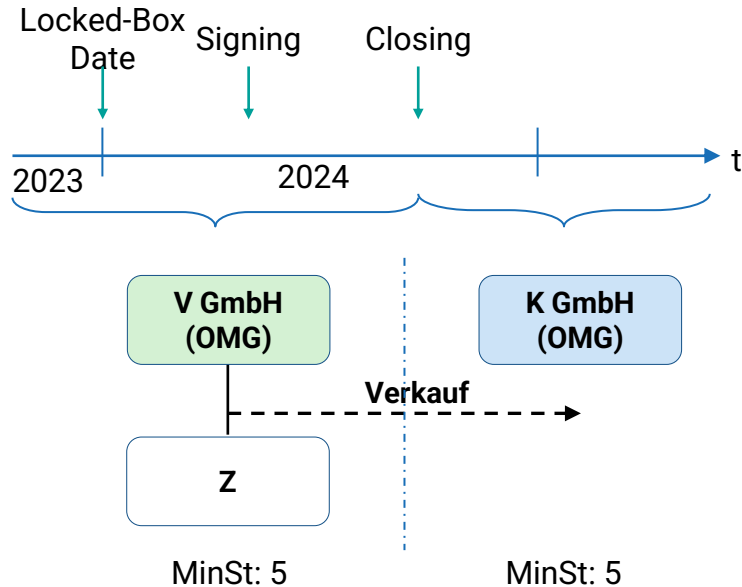 Locked-Box
Date
Signing
Closing
t
2023
2024
V GmbH
(OMG)
K GmbH
(OMG)
Verkauf
Z
MinSt: 5
MinSt: 5